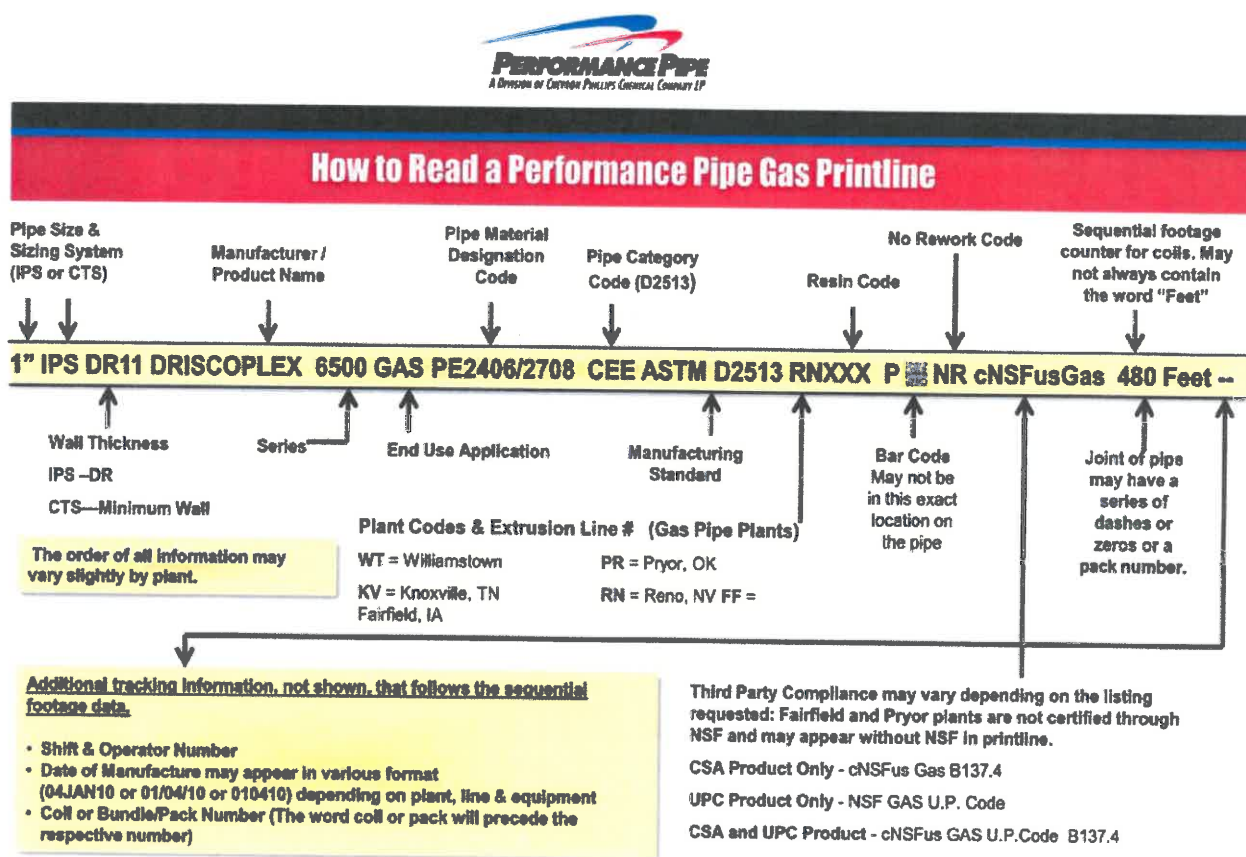 PERFORMANCE PIPE
A DIVISION OF CHEVRON PHILLIPS CHEMICAL COMPANY LP
How to Read a Performance Pipe Gas Printline
Pipe Size &
Sizing System
(IPS or CTS)
Manufacturer /
Product Name
Pipe Material
Designation
Code
Pipe Category
Code (D2513)
Resin Code
No Rework Code
Sequential footage
counter for coils. May
not always contain
the word "Feet"
1" IPS DR11 DRISCOPLEX 6500 GAS PE2406/2708 CEE ASTM D2513 RNXXX P NR cNSFusGas 480 Feet --
Wall Thickness
IPS –DR
CTS—Minimum Wall
Series
End Use Application
Manufacturing
Standard
Bar Code
May not be
in this exact
location on
the pipe
Joint of pipe
may have a
series of
dashes or
zeros or a
pack number.
The order of all information may
vary slightly by plant.
Plant Codes & Extrusion Line # (Gas Pipe Plants)
WT = Williamstown
PR = Pryor, OK
KV = Knoxville, TN
RN = Reno, NV FF =
Fairfield, IA
Additional tracking information, not shown, that follows the sequential
footage data.
• Shift & Operator Number
• Date of Manufacture may appear in various format
(04JAN10 or 01/04/10 or 010410) depending on plant, line & equipment
• Coil or Bundle/Pack Number (The word coil or pack will precede the
respective number)
Third Party Compliance may vary depending on the listing
requested: Fairfield and Pryor plants are not certified through
NSF and may appear without NSF in printline.
CSA Product Only - cNSFus Gas B137.4
UPC Product Only - NSF GAS U.P. Code
CSA and UPC Product - cNSFus GAS U.P.Code B137.4